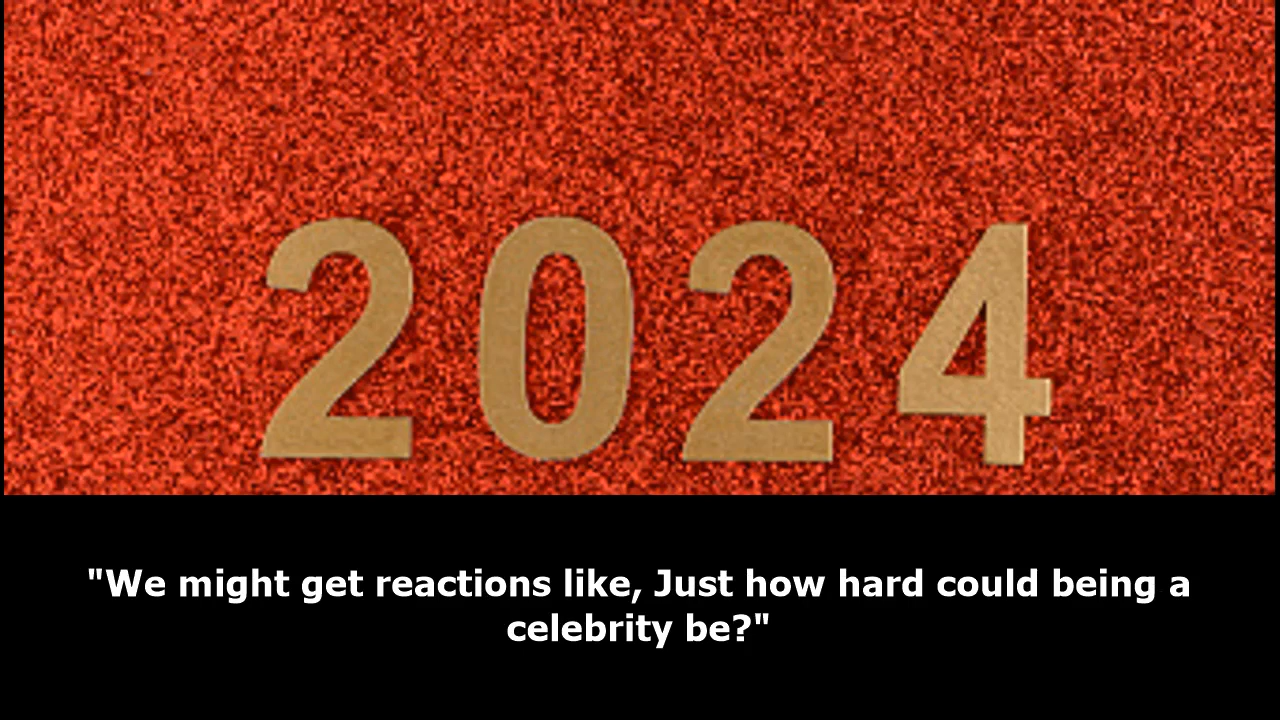 2024
"We might get reactions like, Just how hard could being a
celebrity be?"